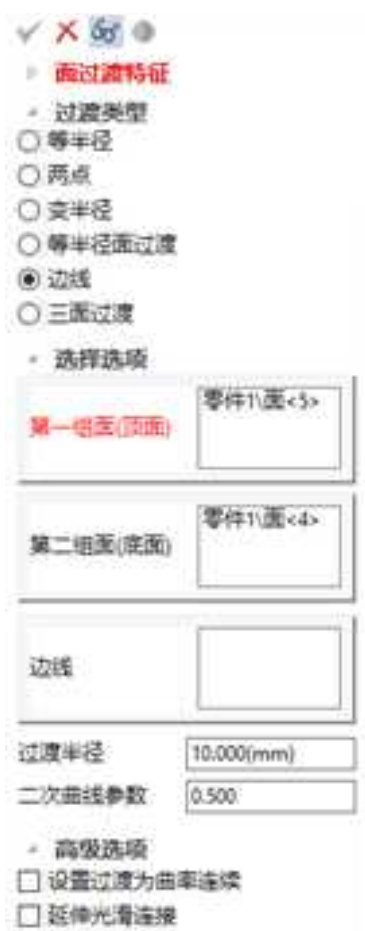 面过渡特征
过渡类型
等半径
两点
变半径
等半径面过渡
边线
三面过渡
选择选项
第一组面(顶面)
零件1\面<5>
第二组面(底面)
零件1\面<4>
边线
过渡半径 10.000(mm)
二次曲线参数 0.500
高级选项
设置过渡为曲率连续
延伸光滑连接